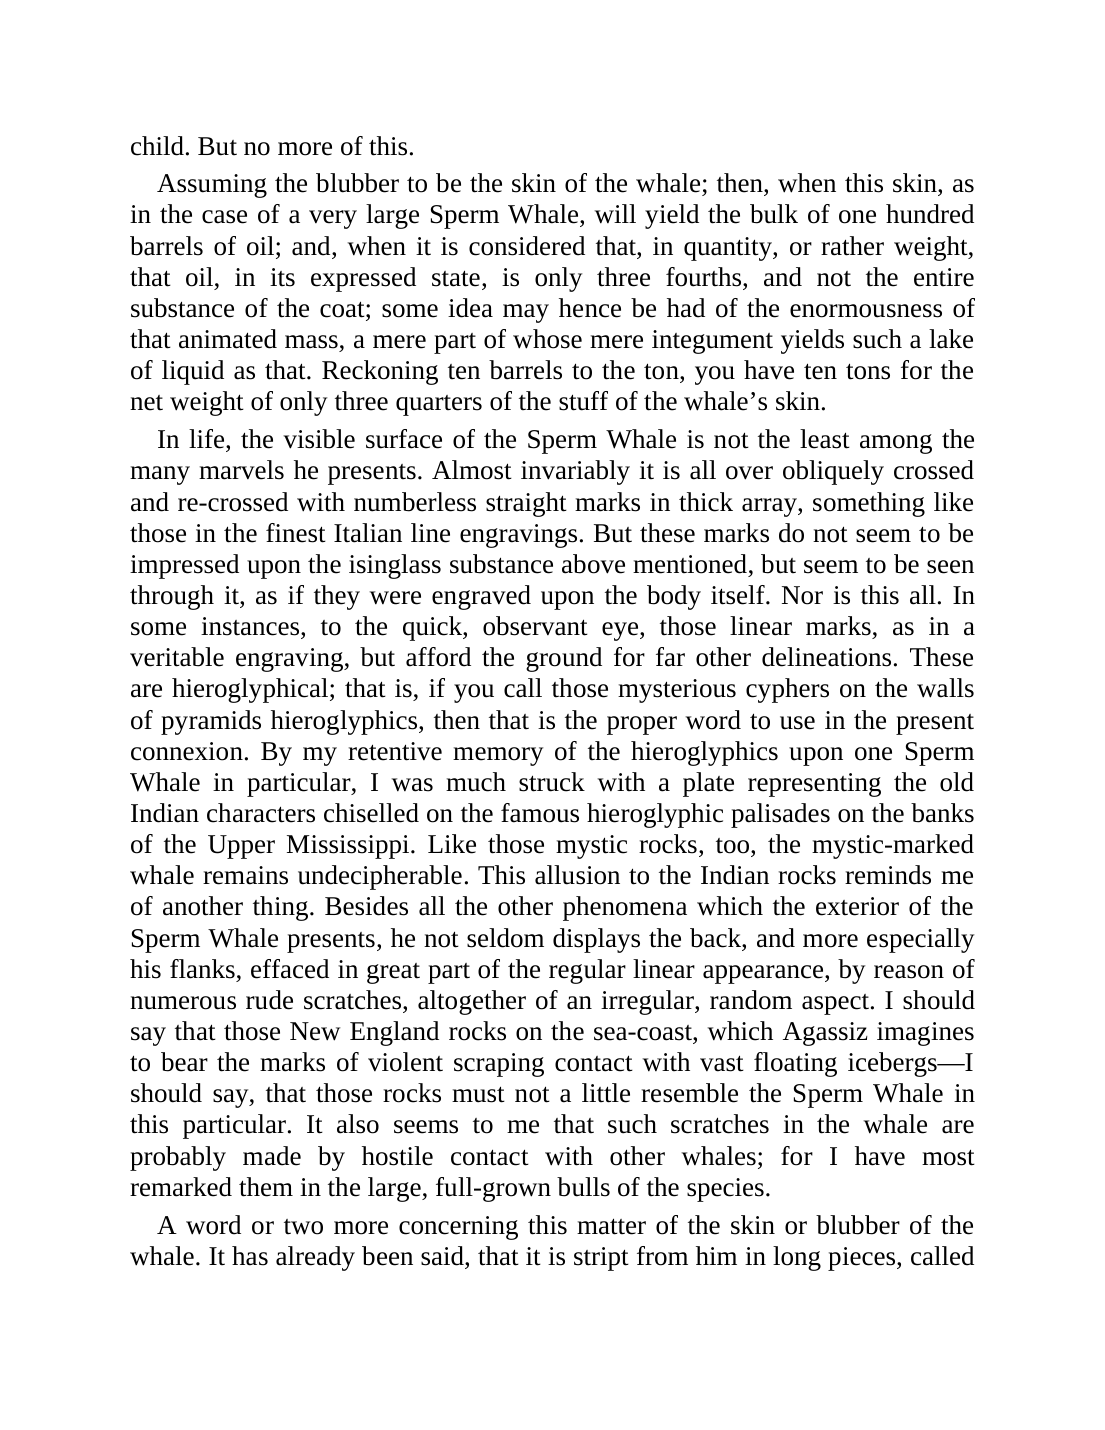 child. But no more of this.
Assuming the blubber to be the skin of the whale; then, when this skin, as
in the case of a very large Sperm Whale, will yield the bulk of one hundred
barrels of oil; and, when it is considered that, in quantity, or rather weight,
that oil, in its expressed state, is only three fourths, and not the entire
substance of the coat; some idea may hence be had of the enormousness of
that animated mass, a mere part of whose mere integument yields such a lake
of liquid as that. Reckoning ten barrels to the ton, you have ten tons for the
net weight of only three quarters of the stuff of the whale’s skin.
In life, the visible surface of the Sperm Whale is not the least among the
many marvels he presents. Almost invariably it is all over obliquely crossed
and re-crossed with numberless straight marks in thick array, something like
those in the finest Italian line engravings. But these marks do not seem to be
impressed upon the isinglass substance above mentioned, but seem to be seen
through it, as if they were engraved upon the body itself. Nor is this all. In
some instances, to the quick, observant eye, those linear marks, as in a
veritable engraving, but afford the ground for far other delineations. These
are hieroglyphical; that is, if you call those mysterious cyphers on the walls
of pyramids hieroglyphics, then that is the proper word to use in the present
connexion. By my retentive memory of the hieroglyphics upon one Sperm
Whale in particular, I was much struck with a plate representing the old
Indian characters chiselled on the famous hieroglyphic palisades on the banks
of the Upper Mississippi. Like those mystic rocks, too, the mystic-marked
whale remains undecipherable. This allusion to the Indian rocks reminds me
of another thing. Besides all the other phenomena which the exterior of the
Sperm Whale presents, he not seldom displays the back, and more especially
his flanks, effaced in great part of the regular linear appearance, by reason of
numerous rude scratches, altogether of an irregular, random aspect. I should
say that those New England rocks on the sea-coast, which Agassiz imagines
to bear the marks of violent scraping contact with vast floating icebergs—I
should say, that those rocks must not a little resemble the Sperm Whale in
this particular. It also seems to me that such scratches in the whale are
probably made by hostile contact with other whales; for I have most
remarked them in the large, full-grown bulls of the species.
A word or two more concerning this matter of the skin or blubber of the
whale. It has already been said, that it is stript from him in long pieces, called